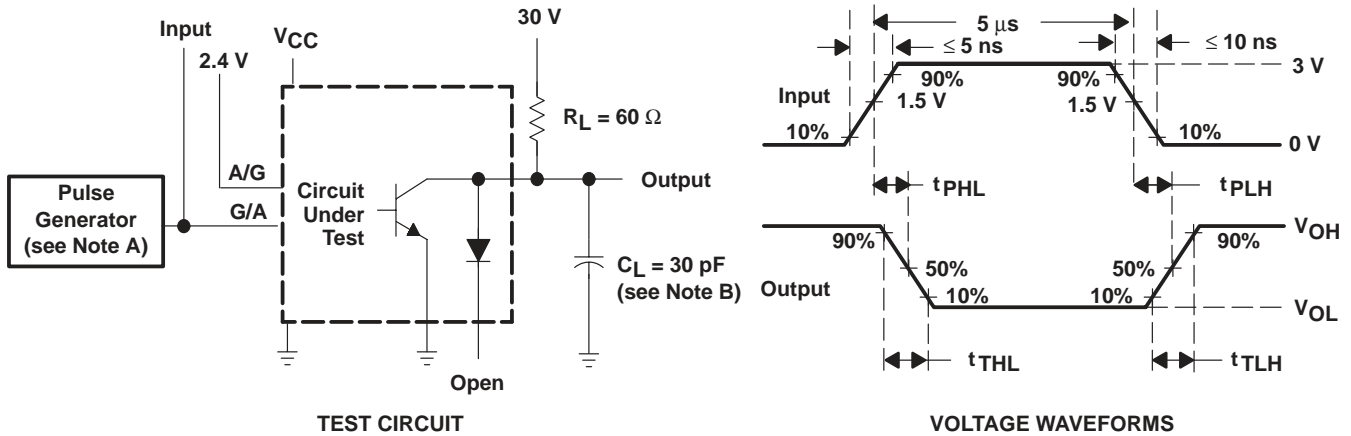 Input
2.4 V
VCC
30 V
RL = 60 Ω
A/G
G/A
Pulse
Generator
(see Note A)
Circuit
Under
Test
Output
CL = 30 pF
(see Note B)
Open
TEST CIRCUIT
5 μs
≤ 5 ns
≤ 10 ns
3 V
90%
90%
Input
1.5 V
1.5 V
10%
10%
0 V
tPHL
tPLH
VOH
90%
90%
50%
50%
Output
10%
10%
VOL
tTHL
tTLH
VOLTAGE WAVEFORMS